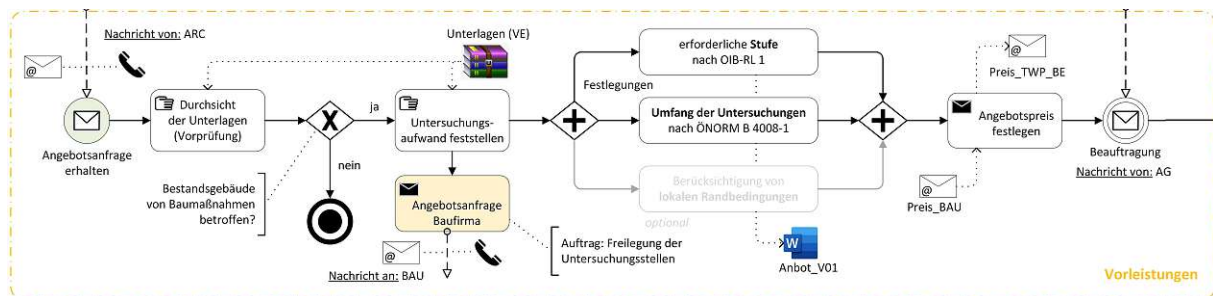 Nachricht von: ARC
@
Angebotsanfrage
erhalten
Durchsicht
der Unterlagen
(Vorprüfung)
Bestandsgebäude
von Baumaßnahmen
betroffen?
X
ja
nein
Unterlagen (VE)
Untersuchungs-
aufwand feststellen
Angebotsanfrage
Baufirma
@
Nachricht an: BAU
Auftrag: Freilegung der
Untersuchungsstellen
Festlegungen
erforderliche Stufe
nach OIB-RL 1
Umfang der Untersuchungen
nach ÖNORM B 4008-1
Berücksichtigung von
lokalen Randbedingungen
optional
W
Anbot_V01
@
Preis_TWP_BE
Angebotspreis
festlegen
@
Preis_BAU
Beauftragung
Nachricht von: AG
Vorleistungen